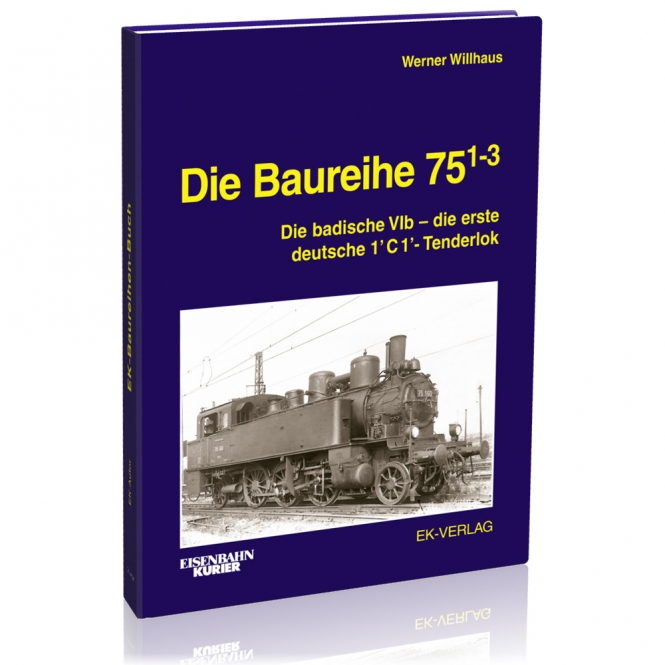 Werner Willhaus
Die Baureihe 75¹⁻³
Die badische VIb – die erste
deutsche 1' C 1'- Tenderlok
EK-VERLAG
EISENBAHN
KURIER
EK-Baureihen-Buch